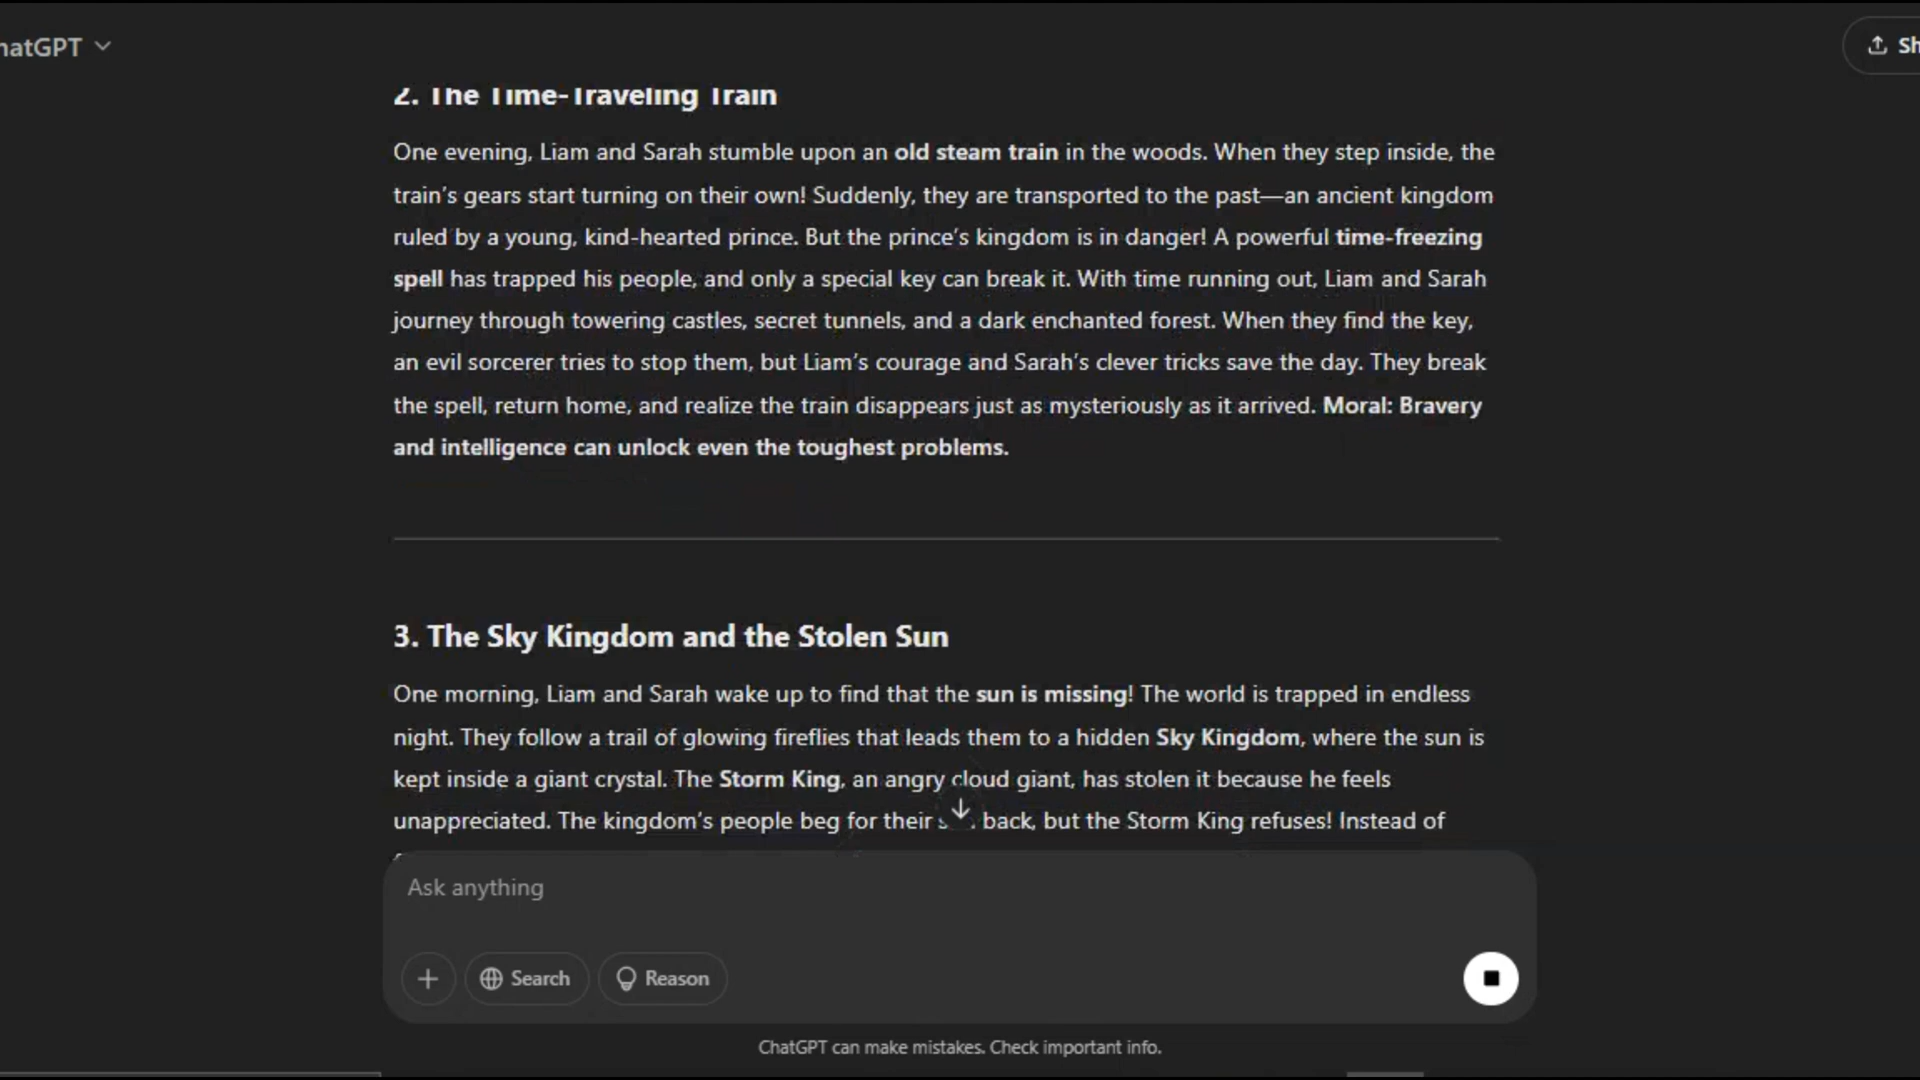 hatGPT
Sh
2. The Time-Traveling Train
One evening, Liam and Sarah stumble upon an old steam train in the woods. When they step inside, the
train’s gears start turning on their own! Suddenly, they are transported to the past—an ancient kingdom
ruled by a young, kind-hearted prince. But the prince’s kingdom is in danger! A powerful time-freezing
spell has trapped his people, and only a special key can break it. With time running out, Liam and Sarah
journey through towering castles, secret tunnels, and a dark enchanted forest. When they find the key,
an evil sorcerer tries to stop them, but Liam’s courage and Sarah’s clever tricks save the day. They break
the spell, return home, and realize the train disappears just as mysteriously as it arrived. Moral: Bravery
and intelligence can unlock even the toughest problems.
3. The Sky Kingdom and the Stolen Sun
One morning, Liam and Sarah wake up to find that the sun is missing! The world is trapped in endless
night. They follow a trail of glowing fireflies that leads them to a hidden Sky Kingdom, where the sun is
kept inside a giant crystal. The Storm King, an angry cloud giant, has stolen it because he feels
unappreciated. The kingdom’s people beg for their back, but the Storm King refuses! Instead of
Ask anything
Search
Reason
ChatGPT can make mistakes. Check important info.